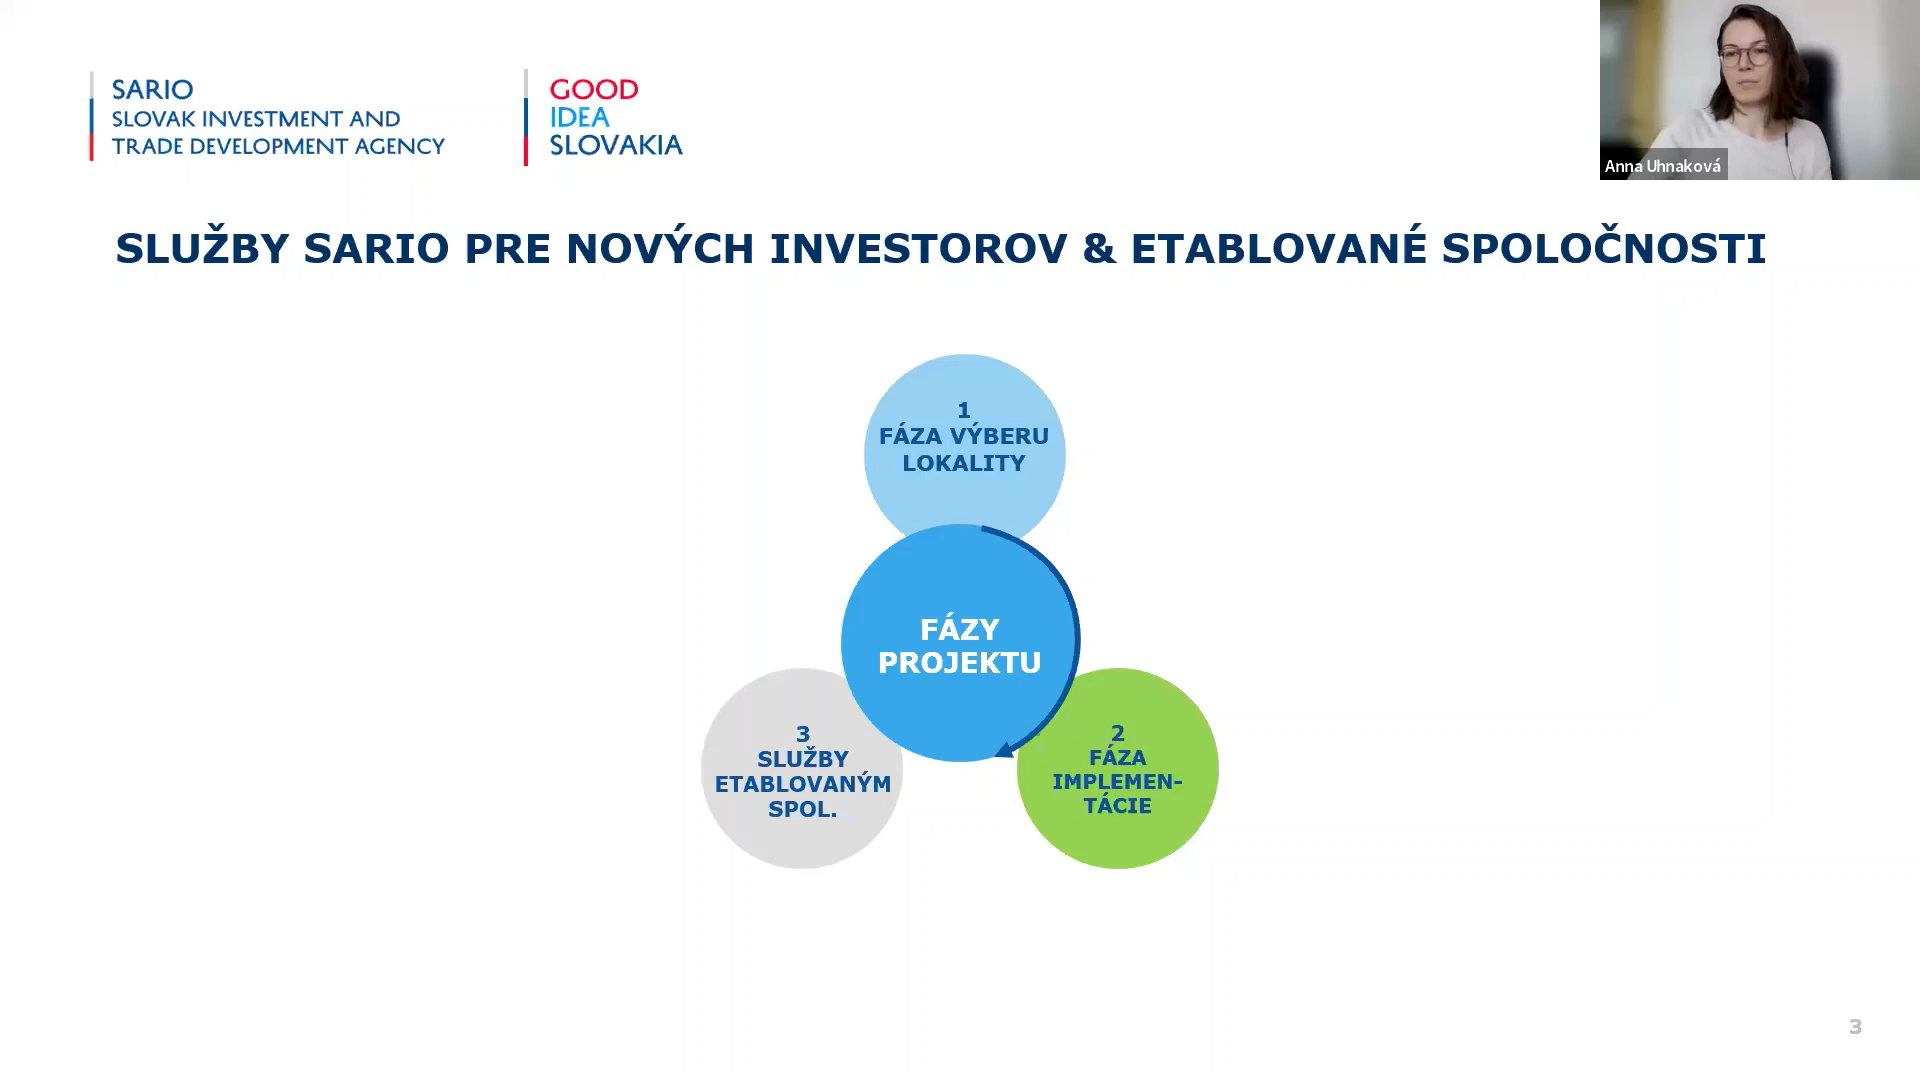 SARIO
SLOVAK INVESTMENT AND
TRADE DEVELOPMENT AGENCY
GOOD
IDEA
SLOVAKIA
Anna Uhnaková
SLUŽBY SARIO PRE NOVÝCH INVESTOROV & ETABLOVANÉ SPOLOČNOSTI
1
FÁZA VÝBERU
LOKALITY
FÁZY
PROJEKTU
3
SLUŽBY
ETABLOVANÝM
SPOL.
2
FÁZA
IMPLEMEN-
TÁCIE
3